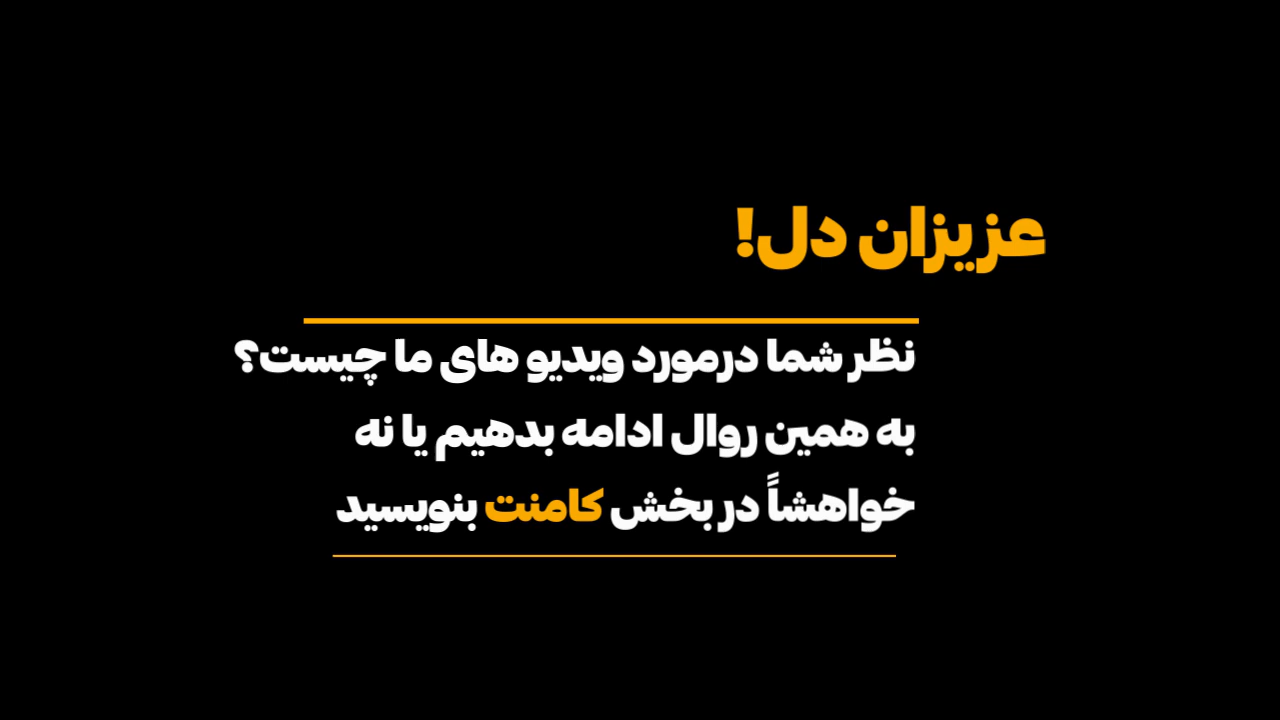 عزیزان دل!
نظر شما درمورد ویدیو های ما چیست؟
به همین روال ادامه بدهیم یا نه
خواهشاً در بخش کامنت بنویسید